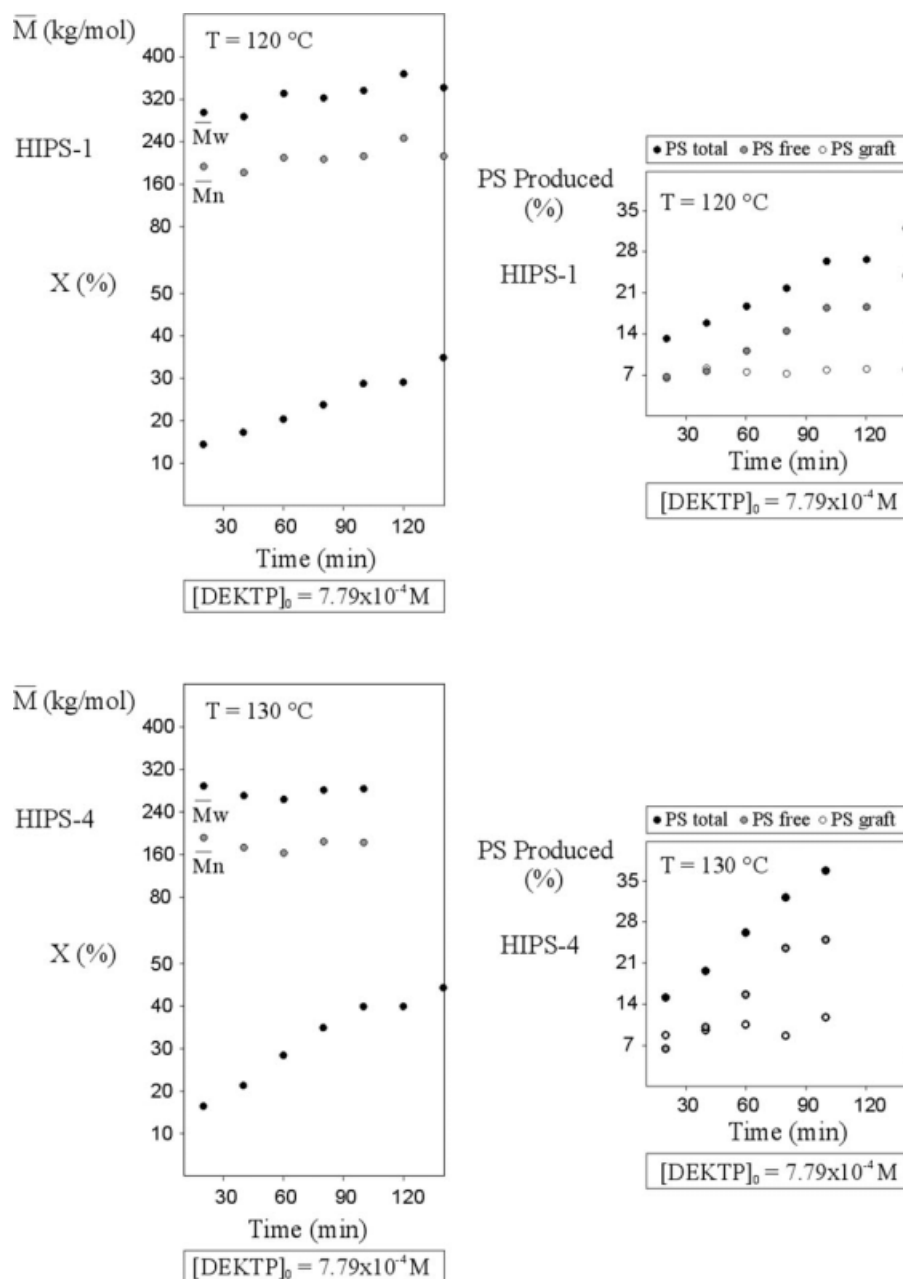 M̅ (kg/mol)
T = 120 °C
400
320
240
160
80
M̅w
M̅n
HIPS-1
X (%)
50
40
30
20
10
30 60 90 120
Time (min)
[DEKTP]₀ = 7.79x10⁻⁴ M
● PS total ● PS free ○ PS graft
PS Produced
(%)
T = 120 °C
HIPS-1
35
28
21
14
7
30 60 90 120
Time (min)
[DEKTP]₀ = 7.79x10⁻⁴ M
M̅ (kg/mol)
T = 130 °C
400
320
240
160
80
M̅w
M̅n
HIPS-4
X (%)
50
40
30
20
10
30 60 90 120
Time (min)
[DEKTP]₀ = 7.79x10⁻⁴ M
● PS total ● PS free ○ PS graft
PS Produced
(%)
T = 130 °C
HIPS-4
35
28
21
14
7
30 60 90 120
Time (min)
[DEKTP]₀ = 7.79x10⁻⁴ M